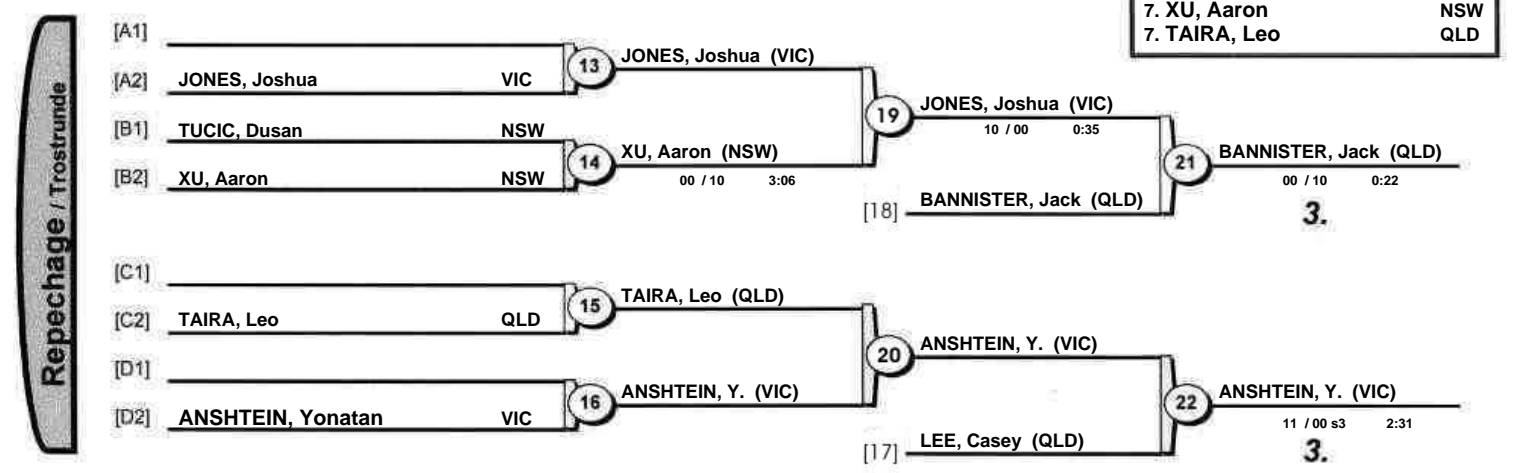 7. XU, Aaron NSW
7. TAIRA, Leo QLD
Repechage / Trostrunde
[A1]
[A2] JONES, Joshua VIC
13 JONES, Joshua (VIC)
[B1] TUCIC, Dusan NSW
[B2] XU, Aaron NSW
14 XU, Aaron (NSW)
00 / 10 3:06
19 JONES, Joshua (VIC)
10 / 00 0:35
[18] BANNISTER, Jack (QLD)
21 BANNISTER, Jack (QLD)
00 / 10 0:22
3.
[C1]
[C2] TAIRA, Leo QLD
15 TAIRA, Leo (QLD)
[D1]
[D2] ANSHTEIN, Yonatan VIC
16 ANSHTEIN, Y. (VIC)
20 ANSHTEIN, Y. (VIC)
[17] LEE, Casey (QLD)
22 ANSHTEIN, Y. (VIC)
11 / 00 s3 2:31
3.